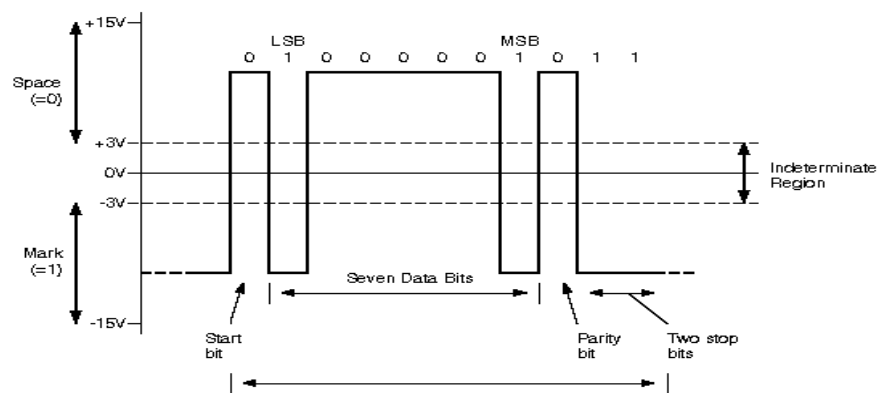 +15V
LSB MSB
0 1 0 0 0 0 0 1 0 1 1
Space
(=0)
+3V
0V
-3V
Indeterminate
Region
Mark
(=1)
Seven Data Bits
-15V
Start
bit
Parity
bit
Two stop
bits